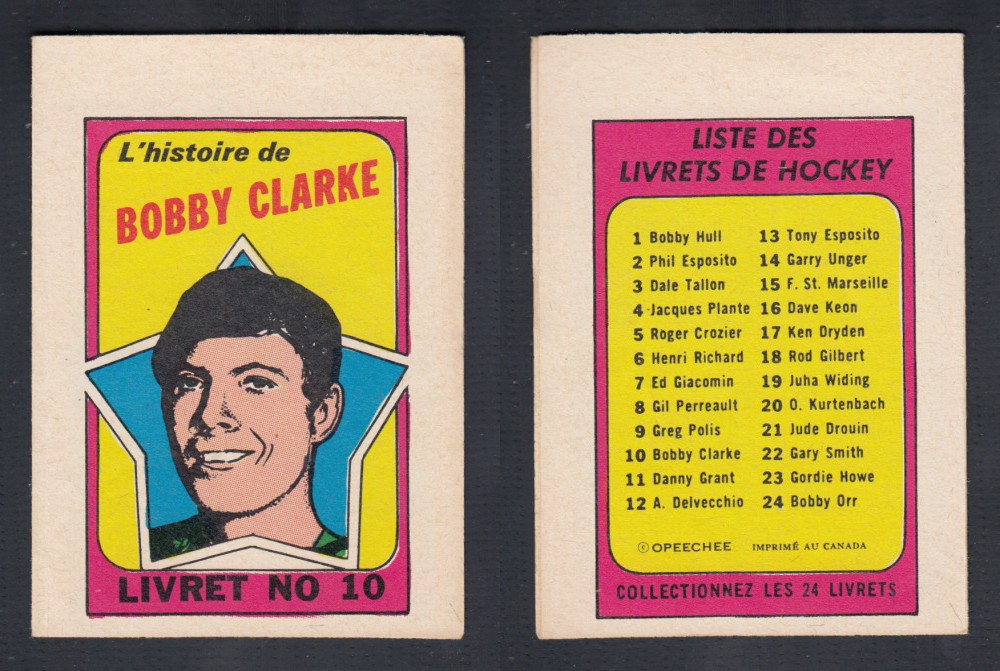 L'histoire de
BOBBY CLARKE
LIVRET NO 10
LISTE DES
LIVRETS DE HOCKEY
1 Bobby Hull
2 Phil Esposito
3 Dale Tallon
4 Jacques Plante
5 Roger Crozier
6 Henri Richard
7 Ed Giacomin
8 Gil Perreault
9 Greg Polis
10 Bobby Clarke
11 Danny Grant
12 A. Delvecchio
13 Tony Esposito
14 Garry Unger
15 F. St. Marseille
16 Dave Keon
17 Ken Dryden
18 Rod Gilbert
19 Juha Widing
20 O. Kurtenbach
21 Jude Drouin
22 Gary Smith
23 Gordie Howe
24 Bobby Orr
© OPEECHEE IMPRIMÉ AU CANADA
COLLECTIONNEZ LES 24 LIVRETS